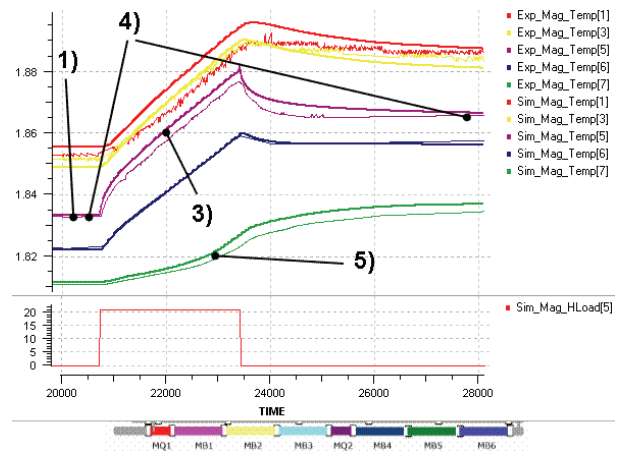 4)
1)
3)
5)
1.88
1.86
1.84
1.82
Exp_Mag_Temp[1]
Exp_Mag_Temp[3]
Exp_Mag_Temp[5]
Exp_Mag_Temp[6]
Exp_Mag_Temp[7]
Sim_Mag_Temp[1]
Sim_Mag_Temp[3]
Sim_Mag_Temp[5]
Sim_Mag_Temp[6]
Sim_Mag_Temp[7]
20
15
10
5
0
Sim_Mag_HLoad[5]
20000 22000 24000 26000 28000
TIME
MQ1 MB1 MB2 MB3 MQ2 MB4 MB5 MB6